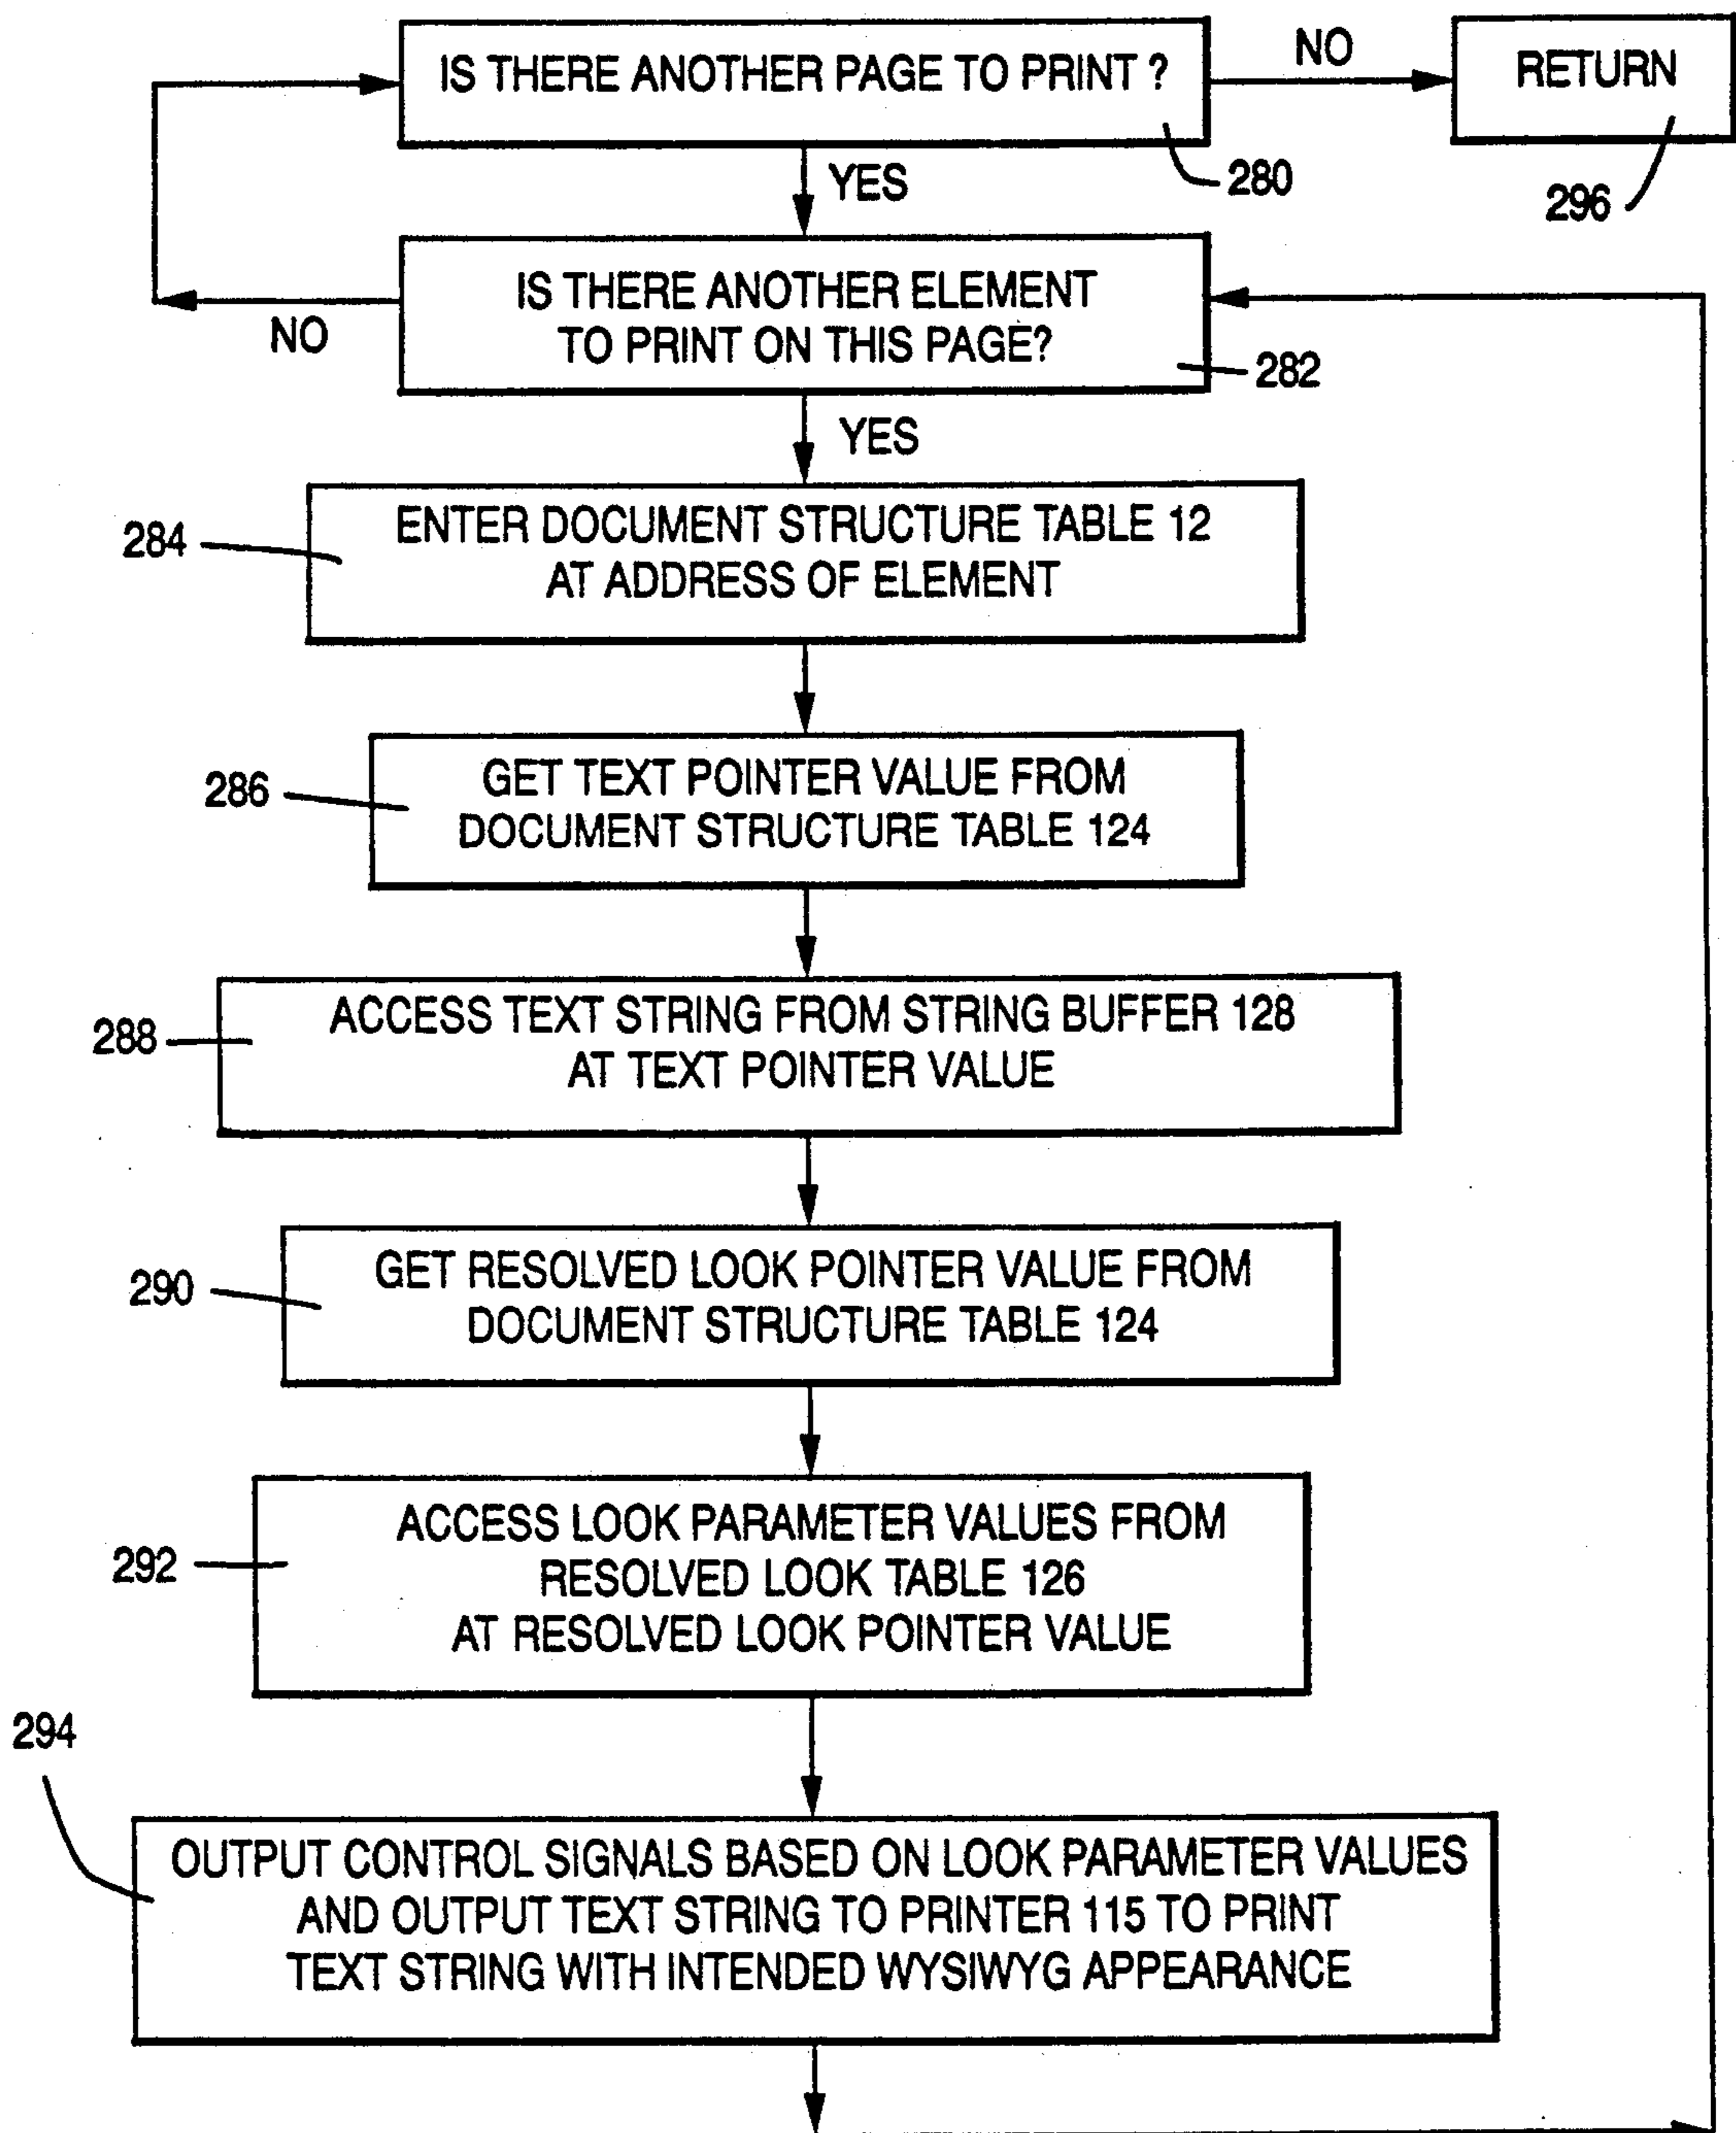 IS THERE ANOTHER PAGE TO PRINT ?
NO
RETURN
YES
280
296
IS THERE ANOTHER ELEMENT
TO PRINT ON THIS PAGE?
NO
282
YES
284
ENTER DOCUMENT STRUCTURE TABLE 12
AT ADDRESS OF ELEMENT
286
GET TEXT POINTER VALUE FROM
DOCUMENT STRUCTURE TABLE 124
288
ACCESS TEXT STRING FROM STRING BUFFER 128
AT TEXT POINTER VALUE
290
GET RESOLVED LOOK POINTER VALUE FROM
DOCUMENT STRUCTURE TABLE 124
292
ACCESS LOOK PARAMETER VALUES FROM
RESOLVED LOOK TABLE 126
AT RESOLVED LOOK POINTER VALUE
294
OUTPUT CONTROL SIGNALS BASED ON LOOK PARAMETER VALUES
AND OUTPUT TEXT STRING TO PRINTER 115 TO PRINT
TEXT STRING WITH INTENDED WYSIWYG APPEARANCE